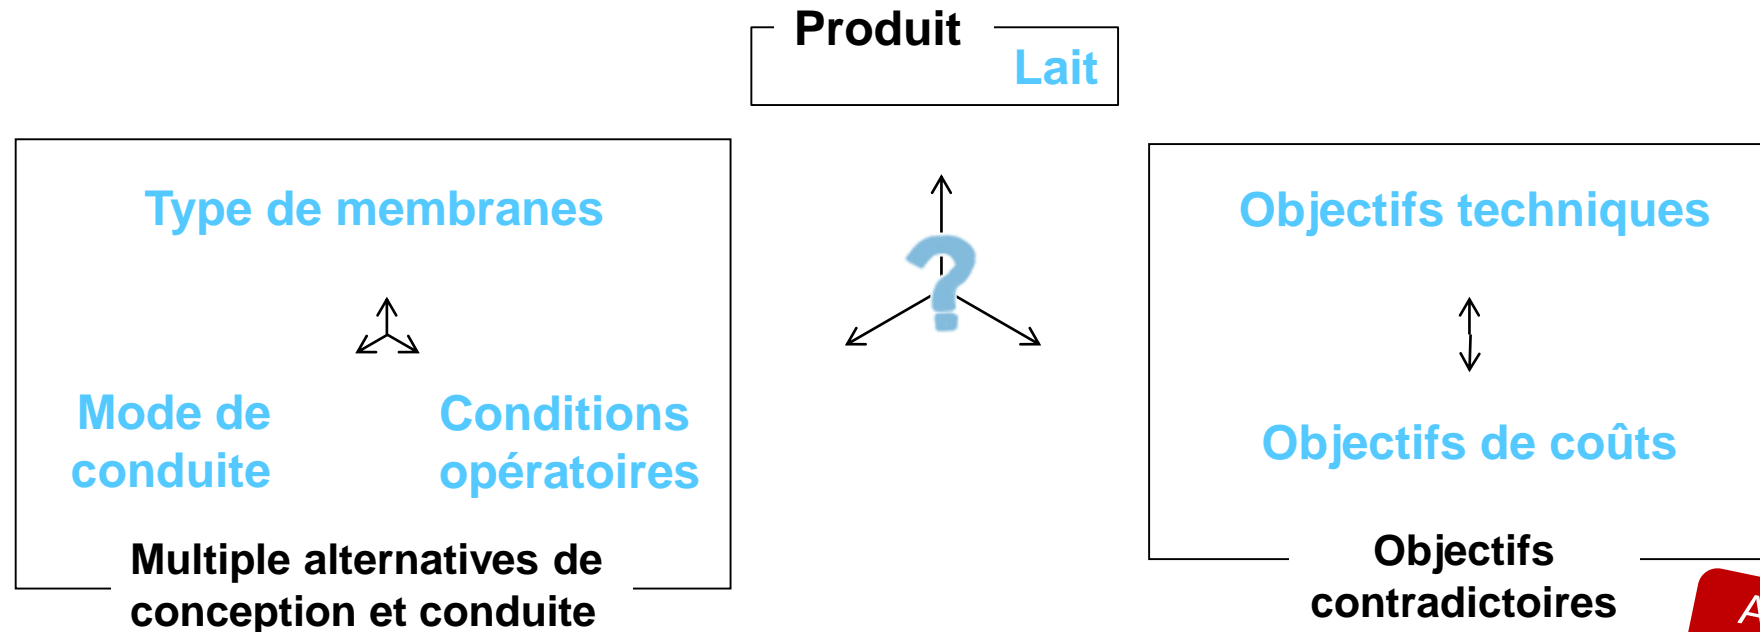 Produit
Lait
Type de membranes
Mode de
conduite
Conditions
opératoires
Multiple alternatives de
conception et conduite
?
Objectifs techniques
Objectifs de coûts
Objectifs
contradictoires